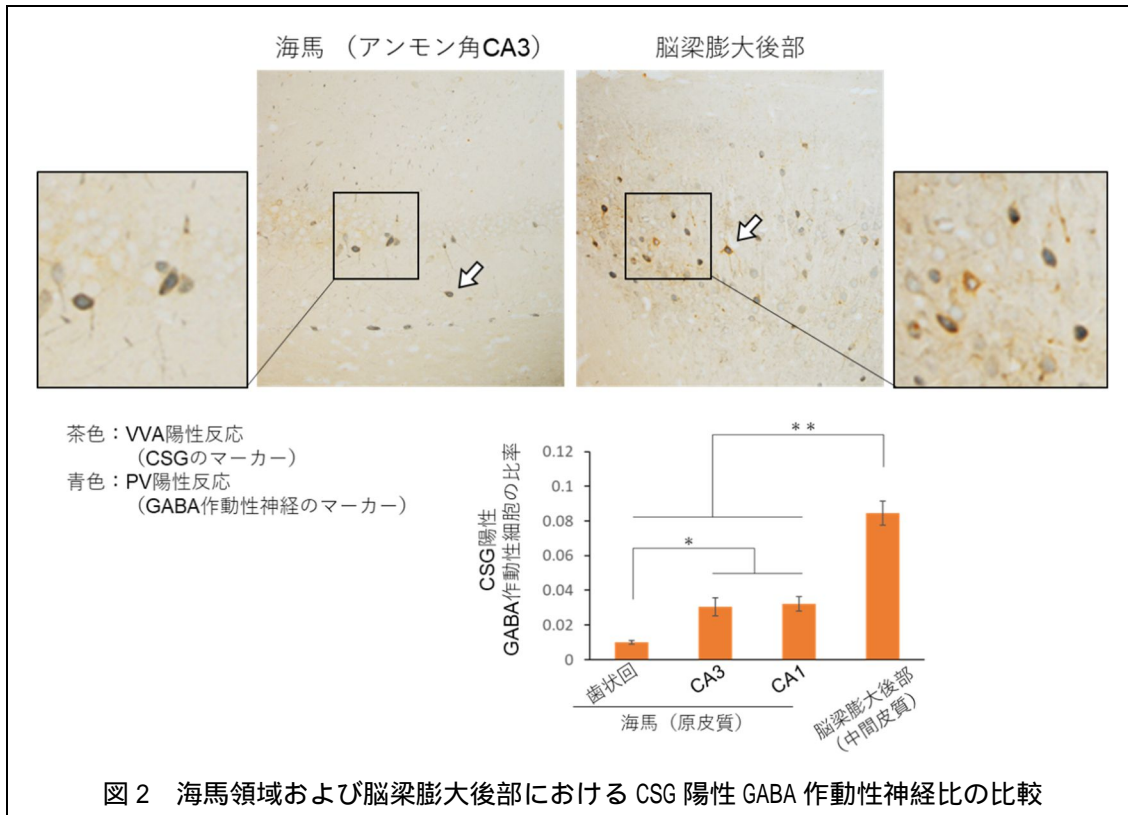 海馬 (アンモン角CA3)
脳梁膨大後部
茶色：VVA陽性反応
(CSGのマーカー)
青色：PV陽性反応
(GABA作動性神経のマーカー)
CSG陽性
GABA作動性細胞の比率
0.12
0.1
0.08
0.06
0.04
0.02
0
**
*
歯状回
CA3
CA1
脳梁膨大後部
(中間皮質)
海馬 (原皮質)
図 2 海馬領域および脳梁膨大後部における CSG 陽性 GABA 作動性神経比の比較